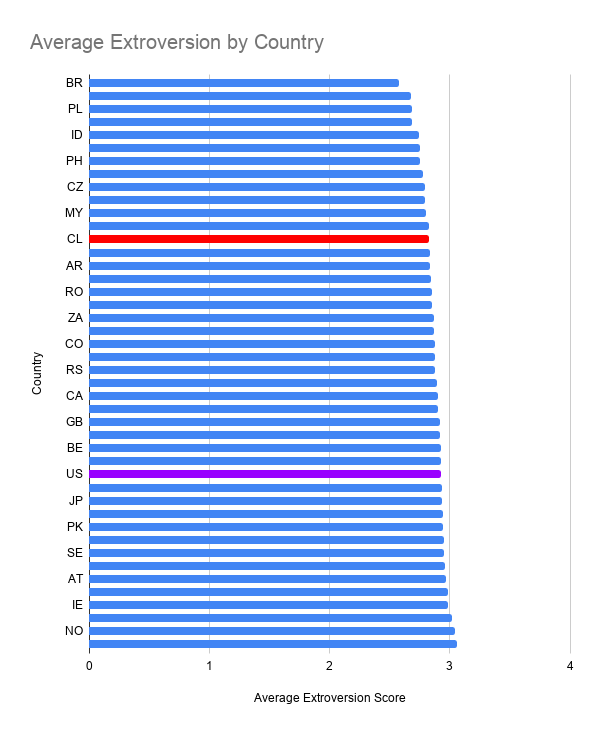 Average Extroversion by Country
BR
PL
ID
PH
CZ
MY
CL
AR
RO
ZA
CO
RS
CA
GB
BE
US
JP
PK
SE
AT
IE
NO
Country
0 1 2 3 4
Average Extroversion Score